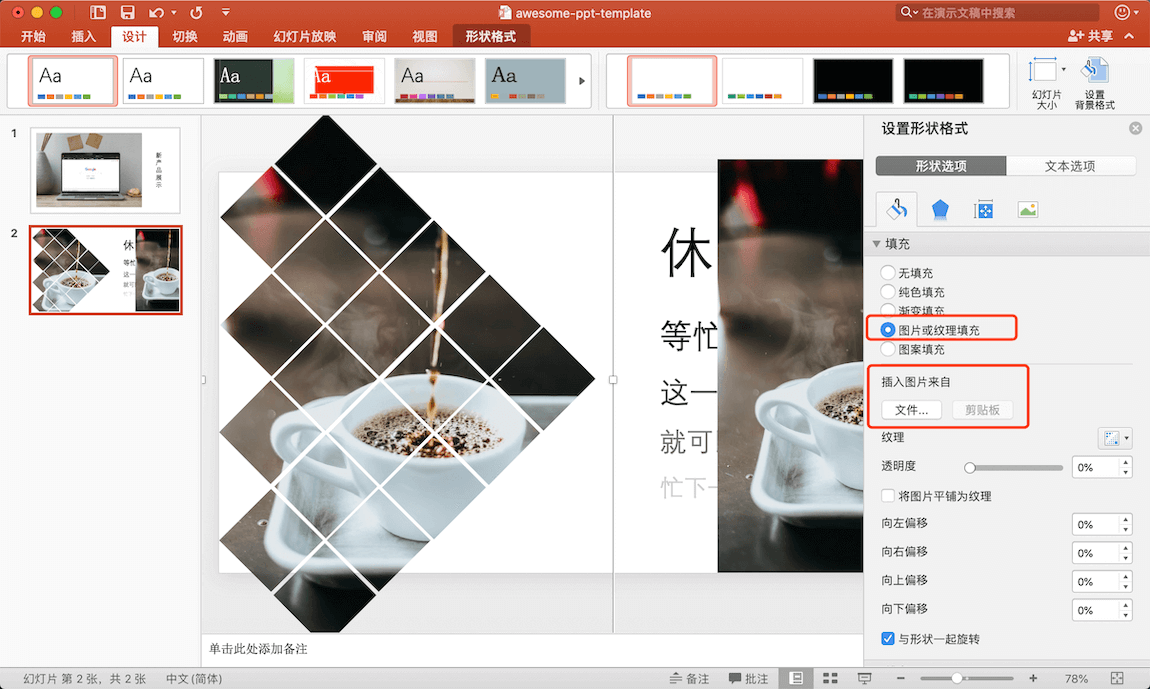 awesome-ppt-template
在演示文稿中搜索
开始 插入 设计 切换 动画 幻灯片放映 审阅 视图 形状格式
共享
Aa Aa Aa Aa Aa Aa
幻灯片
大小
设置
背景格式
1
新产品展示
2
休
等忙
这一
休
等忙
这一
就可
忙下一
设置形状格式
形状选项 文本选项
填充
无填充
纯色填充
渐变填充
图片或纹理填充
图案填充
插入图片来自
文件... 剪贴板
纹理
透明度 0%
将图片平铺为纹理
向左偏移 0%
向右偏移 0%
向上偏移 0%
向下偏移 0%
与形状一起旋转
单击此处添加备注
幻灯片 第 2 张，共 2 张 中文(简体) 备注 批注 78%